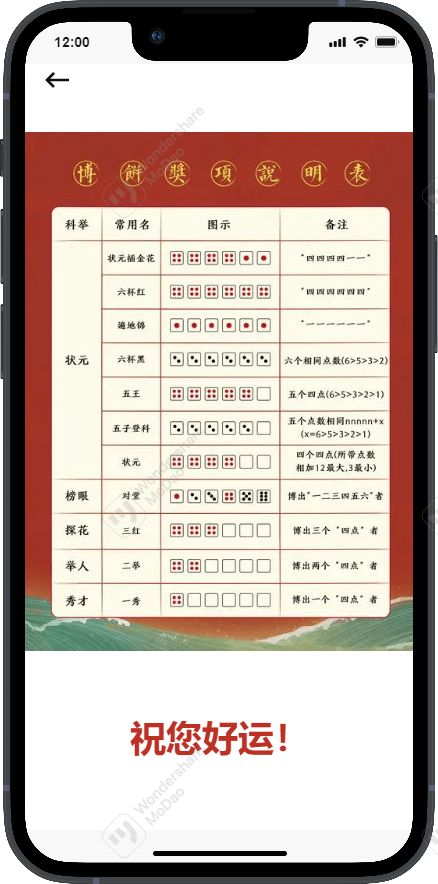 12:00
博餅獎項說明表
科举 常用名 图示 备注
状元
状元插金花 "四四四四一一"
六杯红 "四四四四四四"
遍地锦 "一一一一一一"
六杯黑 六个相同点数(6>5>3>2)
五王 五个四点(6>5>3>2>1)
五子登科 五个点数相同nnnnn+x
(x=6>5>3>2>1)
状元 四个四点(所带点数
相加12最大,3最小)
榜眼 对堂 博出"一二三四五六"者
探花 三红 博出三个"四点"者
举人 二举 博出两个"四点"者
秀才 一秀 博出一个"四点"者
祝您好运!
Wondershare
MoDao
Wondershare
MoDao
Wondershare
MoDao